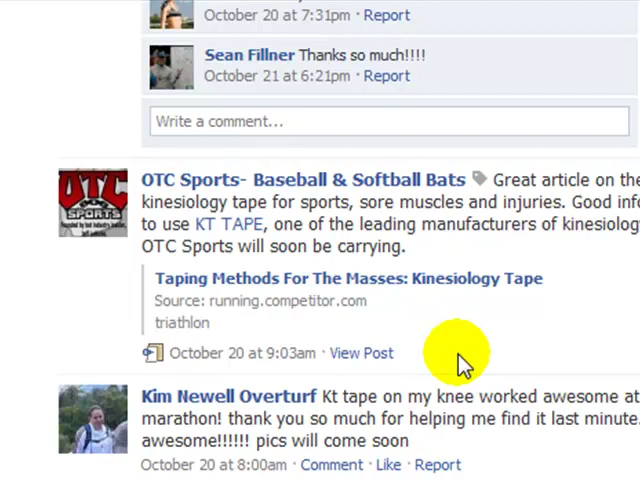 October 20 at 7:31pm · Report
Sean Fillner Thanks so much!!!!
October 21 at 6:21pm · Report
Write a comment...
OTC SPORTS
OTC Sports- Baseball & Softball Bats Great article on the
kinesiology tape for sports, sore muscles and injuries. Good info
to use KT TAPE, one of the leading manufacturers of kinesiology
OTC Sports will soon be carrying.
Taping Methods For The Masses: Kinesiology Tape
Source: running.competitor.com
triathlon
October 20 at 9:03am · View Post
Kim Newell Overturf Kt tape on my knee worked awesome at
marathon! thank you so much for helping me find it last minute.
awesome!!!!!! pics will come soon
October 20 at 8:00am · Comment · Like · Report